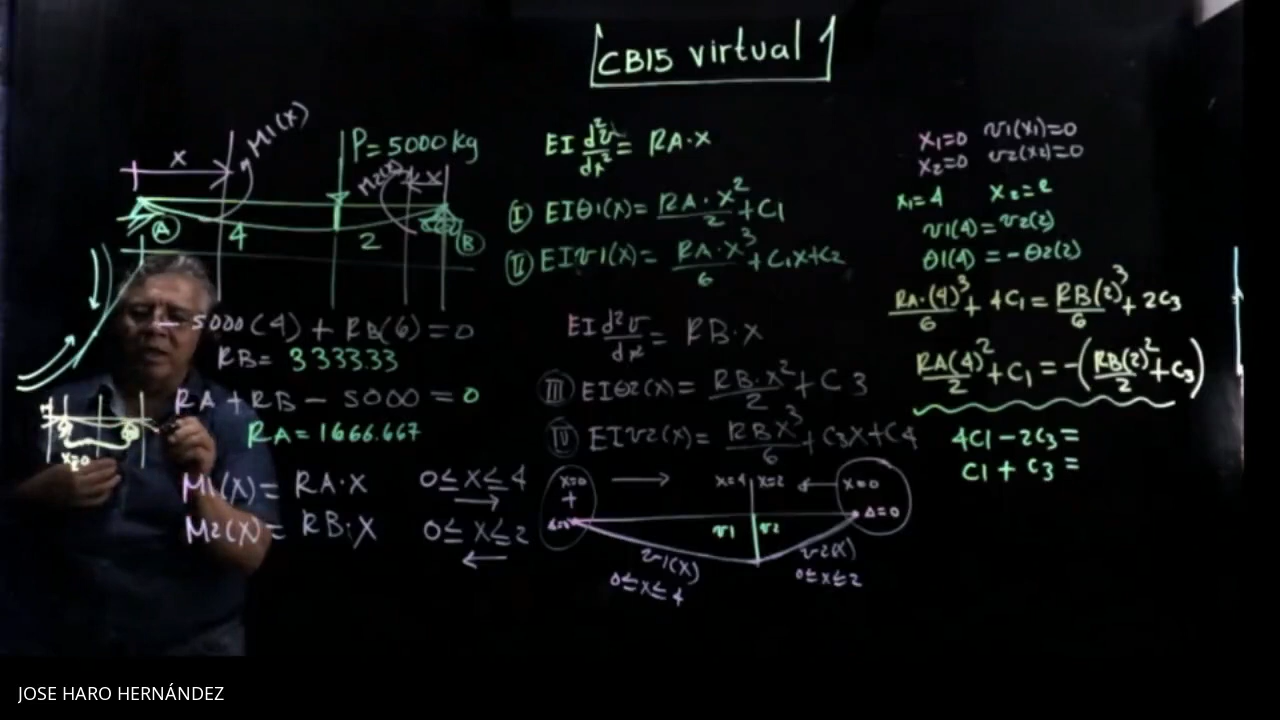 CB15 virtual
x
M1(x)
P = 5000 kg
M2(x)
x
A
4
2
B
- 5000(4) + RB(6) = 0
RB = 3333.33
RA + RB - 5000 = 0
RA = 1666.667
x=0
M1(x) = RA·x 0 ≤ x ≤ 4
M2(x) = RB·x 0 ≤ x ≤ 2
EI d²v/dx² = RA·x
I EIθ1(x) = RA·x²/2 + C1
II EIv1(x) = RA·x³/6 + C1x + C2
EI d²v/dx² = RB·x
III EIθ2(x) = RB·x²/2 + C3
IV EIv2(x) = RBx³/6 + C3x + C4
x=0
x=4 x=2
x=0
Δ=0
Δ=0
v1 v2
v1(x)
0 ≤ x ≤ 4
v2(x)
0 ≤ x ≤ 2
x1=0 v1(x1)=0
x2=0 v2(x2)=0
x1=4 x2=2
v1(4) = v2(2)
θ1(4) = -θ2(2)
RA·(4)³/6 + 4C1 = RB(2)³/6 + 2C3
RA(4)²/2 + C1 = -(RB(2)²/2 + C3)
4C1 - 2C3 =
C1 + C3 =
JOSE HARO HERNÁNDEZ